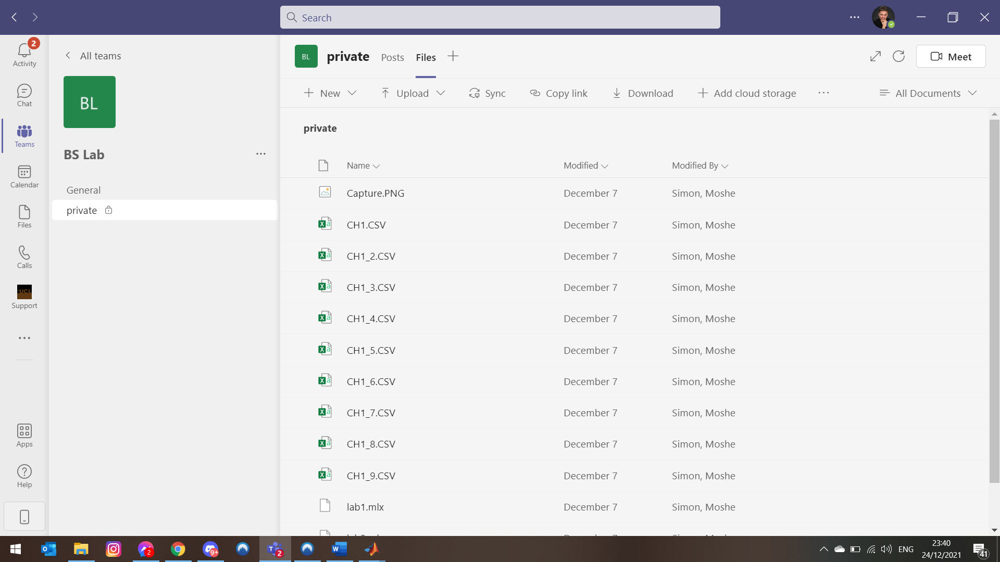 Search
2
Activity
Chat
Teams
Calendar
Files
Calls
Support
Apps
Help
All teams
BL
BS Lab
General
private
BL private Posts Files Meet
New Upload Sync Copy link Download Add cloud storage All Documents
private
Name Modified Modified By
Capture.PNG December 7 Simon, Moshe
CH1.CSV December 7 Simon, Moshe
CH1_2.CSV December 7 Simon, Moshe
CH1_3.CSV December 7 Simon, Moshe
CH1_4.CSV December 7 Simon, Moshe
CH1_5.CSV December 7 Simon, Moshe
CH1_6.CSV December 7 Simon, Moshe
CH1_7.CSV December 7 Simon, Moshe
CH1_8.CSV December 7 Simon, Moshe
CH1_9.CSV December 7 Simon, Moshe
lab1.mlx December 7 Simon, Moshe
2 9+ 2 ENG 23:40
24/12/2021 41